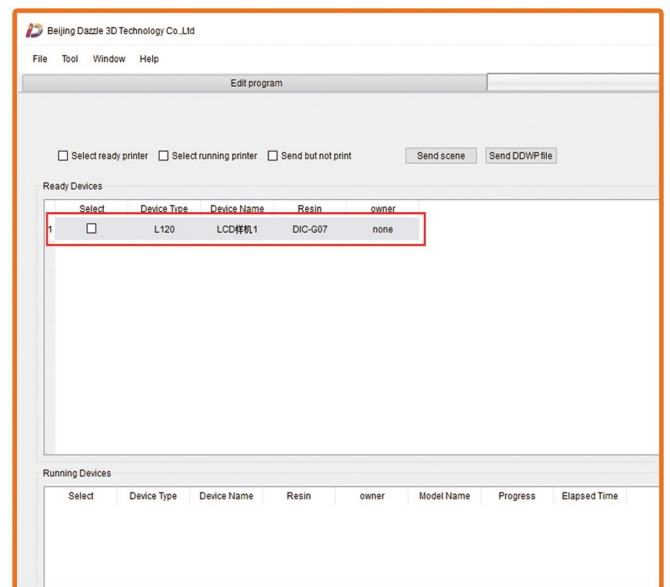 Beijing Dazzle 3D Technology Co.,Ltd
File Tool Window Help
Edit program
Select ready printer Select running printer Send but not print Send scene Send DDWP file
Ready Devices
Select Device Type Device Name Resin owner
1 L120 LCD样机1 DIC-G07 none
Running Devices
Select Device Type Device Name Resin owner Model Name Progress Elapsed Time